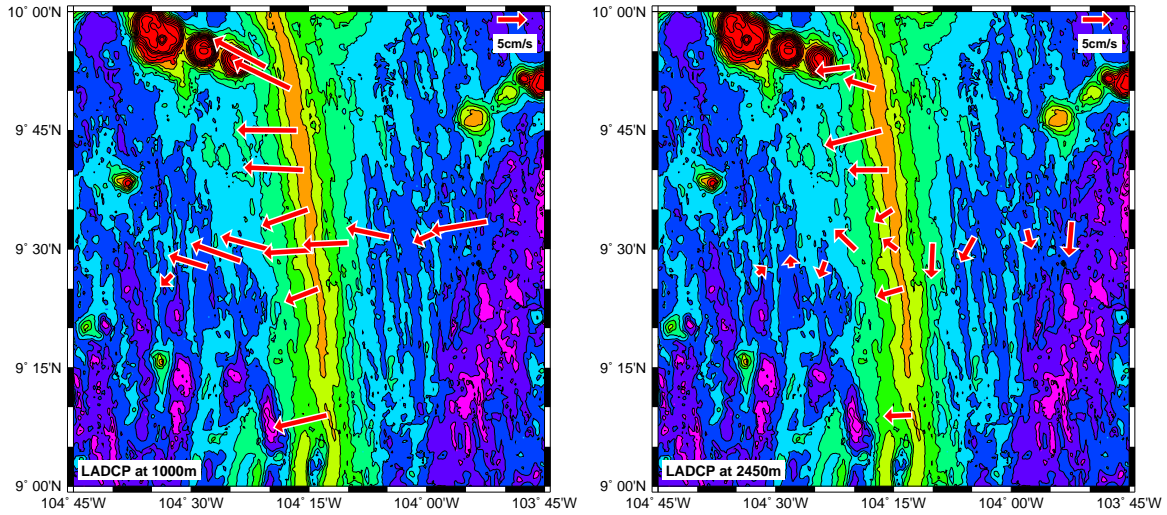 10° 00'N
5cm/s
9° 45'N
9° 30'N
9° 15'N
LADCP at 1000m
9° 00'N
104° 45'W 104° 30'W 104° 15'W 104° 00'W 103° 45'W
10° 00'N
5cm/s
9° 45'N
9° 30'N
9° 15'N
LADCP at 2450m
9° 00'N
104° 45'W 104° 30'W 104° 15'W 104° 00'W 103° 45'W